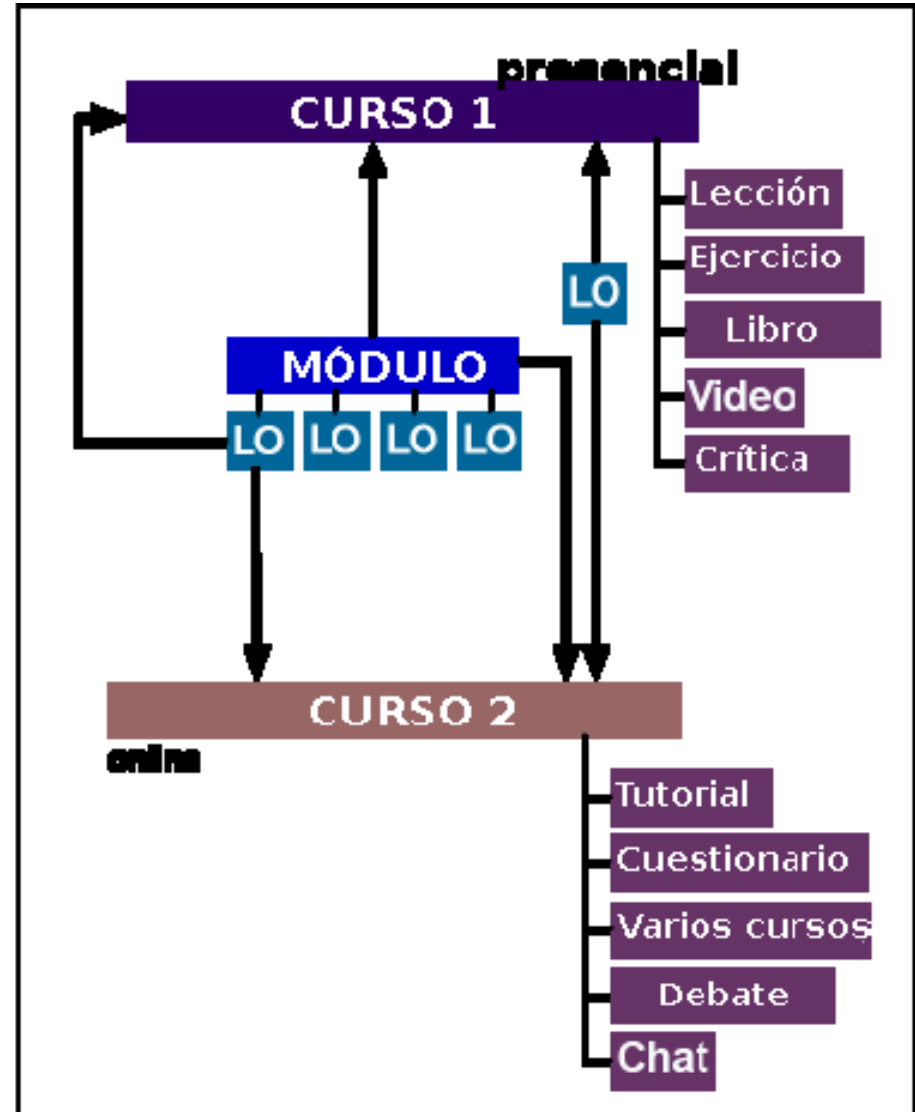 presencial
CURSO 1
Lección
Ejercicio
LO
Libro
MÓDULO
Video
LO LO LO LO
Crítica
CURSO 2
online
Tutorial
Cuestionario
Varios cursos
Debate
Chat